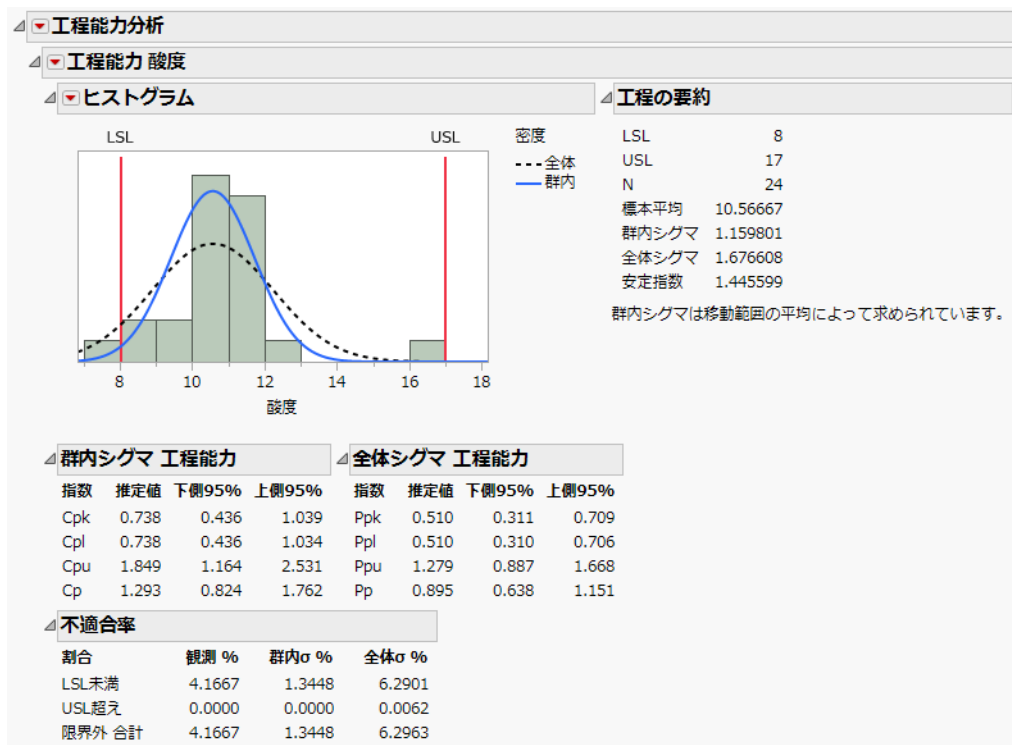 工程能力分析
工程能力 酸度
ヒストグラム
LSL USL
密度
全体
群内
8 10 12 14 16 18
酸度
工程の要約
LSL 8
USL 17
N 24
標本平均 10.56667
群内シグマ 1.159801
全体シグマ 1.676608
安定指数 1.445599
群内シグマは移動範囲の平均によって求められています。
群内シグマ 工程能力
指数 推定値 下側95% 上側95%
Cpk 0.738 0.436 1.039
Cpl 0.738 0.436 1.034
Cpu 1.849 1.164 2.531
Cp 1.293 0.824 1.762
全体シグマ 工程能力
指数 推定値 下側95% 上側95%
Ppk 0.510 0.311 0.709
Ppl 0.510 0.310 0.706
Ppu 1.279 0.887 1.668
Pp 0.895 0.638 1.151
不適合率
割合 観測 % 群内σ % 全体σ %
LSL未満 4.1667 1.3448 6.2901
USL超え 0.0000 0.0000 0.0062
限界外 合計 4.1667 1.3448 6.2963